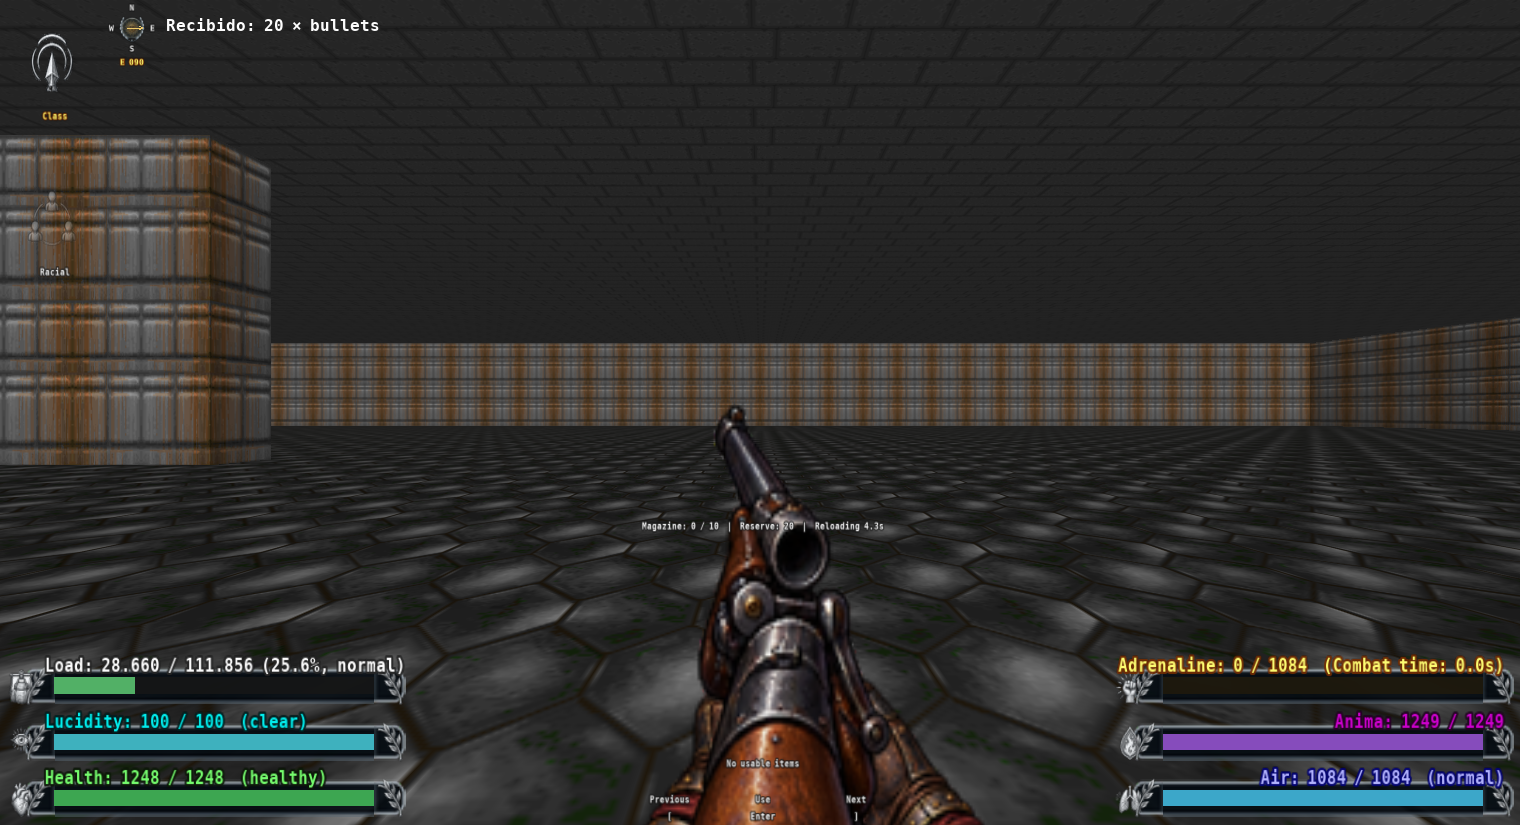 N
W E
S
E 090
Recibido: 20 × bullets
Class
Racial
Magazine: 0 / 10 | Reserve: 20 | Reloading 4.3s
Load: 28.660 / 111.856 (25.6%, normal)
Lucidity: 100 / 100 (clear)
Health: 1248 / 1248 (healthy)
Adrenaline: 0 / 1084 (Combat time: 0.0s)
Anima: 1249 / 1249
Air: 1084 / 1084 (normal)
No usable items
Previous Use Next
[ Enter ]